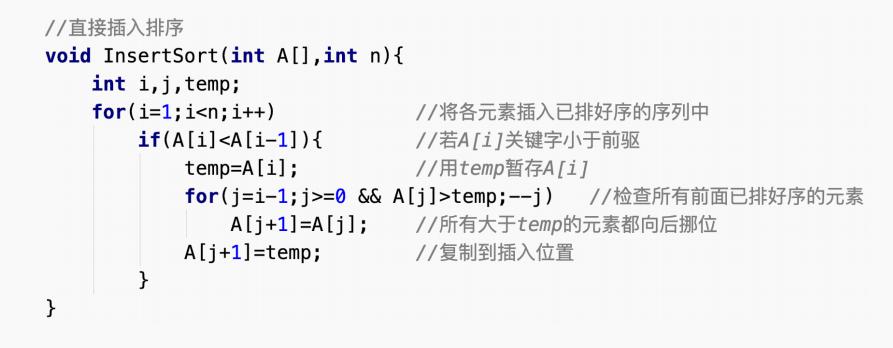 //直接插入排序
void InsertSort(int A[],int n){
    int i,j,temp;
    for(i=1;i<n;i++)            //将各元素插入已排好序的序列中
        if(A[i]<A[i-1]){        //若A[i]关键字小于前驱
            temp=A[i];          //用temp暂存A[i]
            for(j=i-1;j>=0 && A[j]>temp;--j)   //检查所有前面已排好序的元素
                A[j+1]=A[j];    //所有大于temp的元素都向后挪位
            A[j+1]=temp;        //复制到插入位置
        }
}